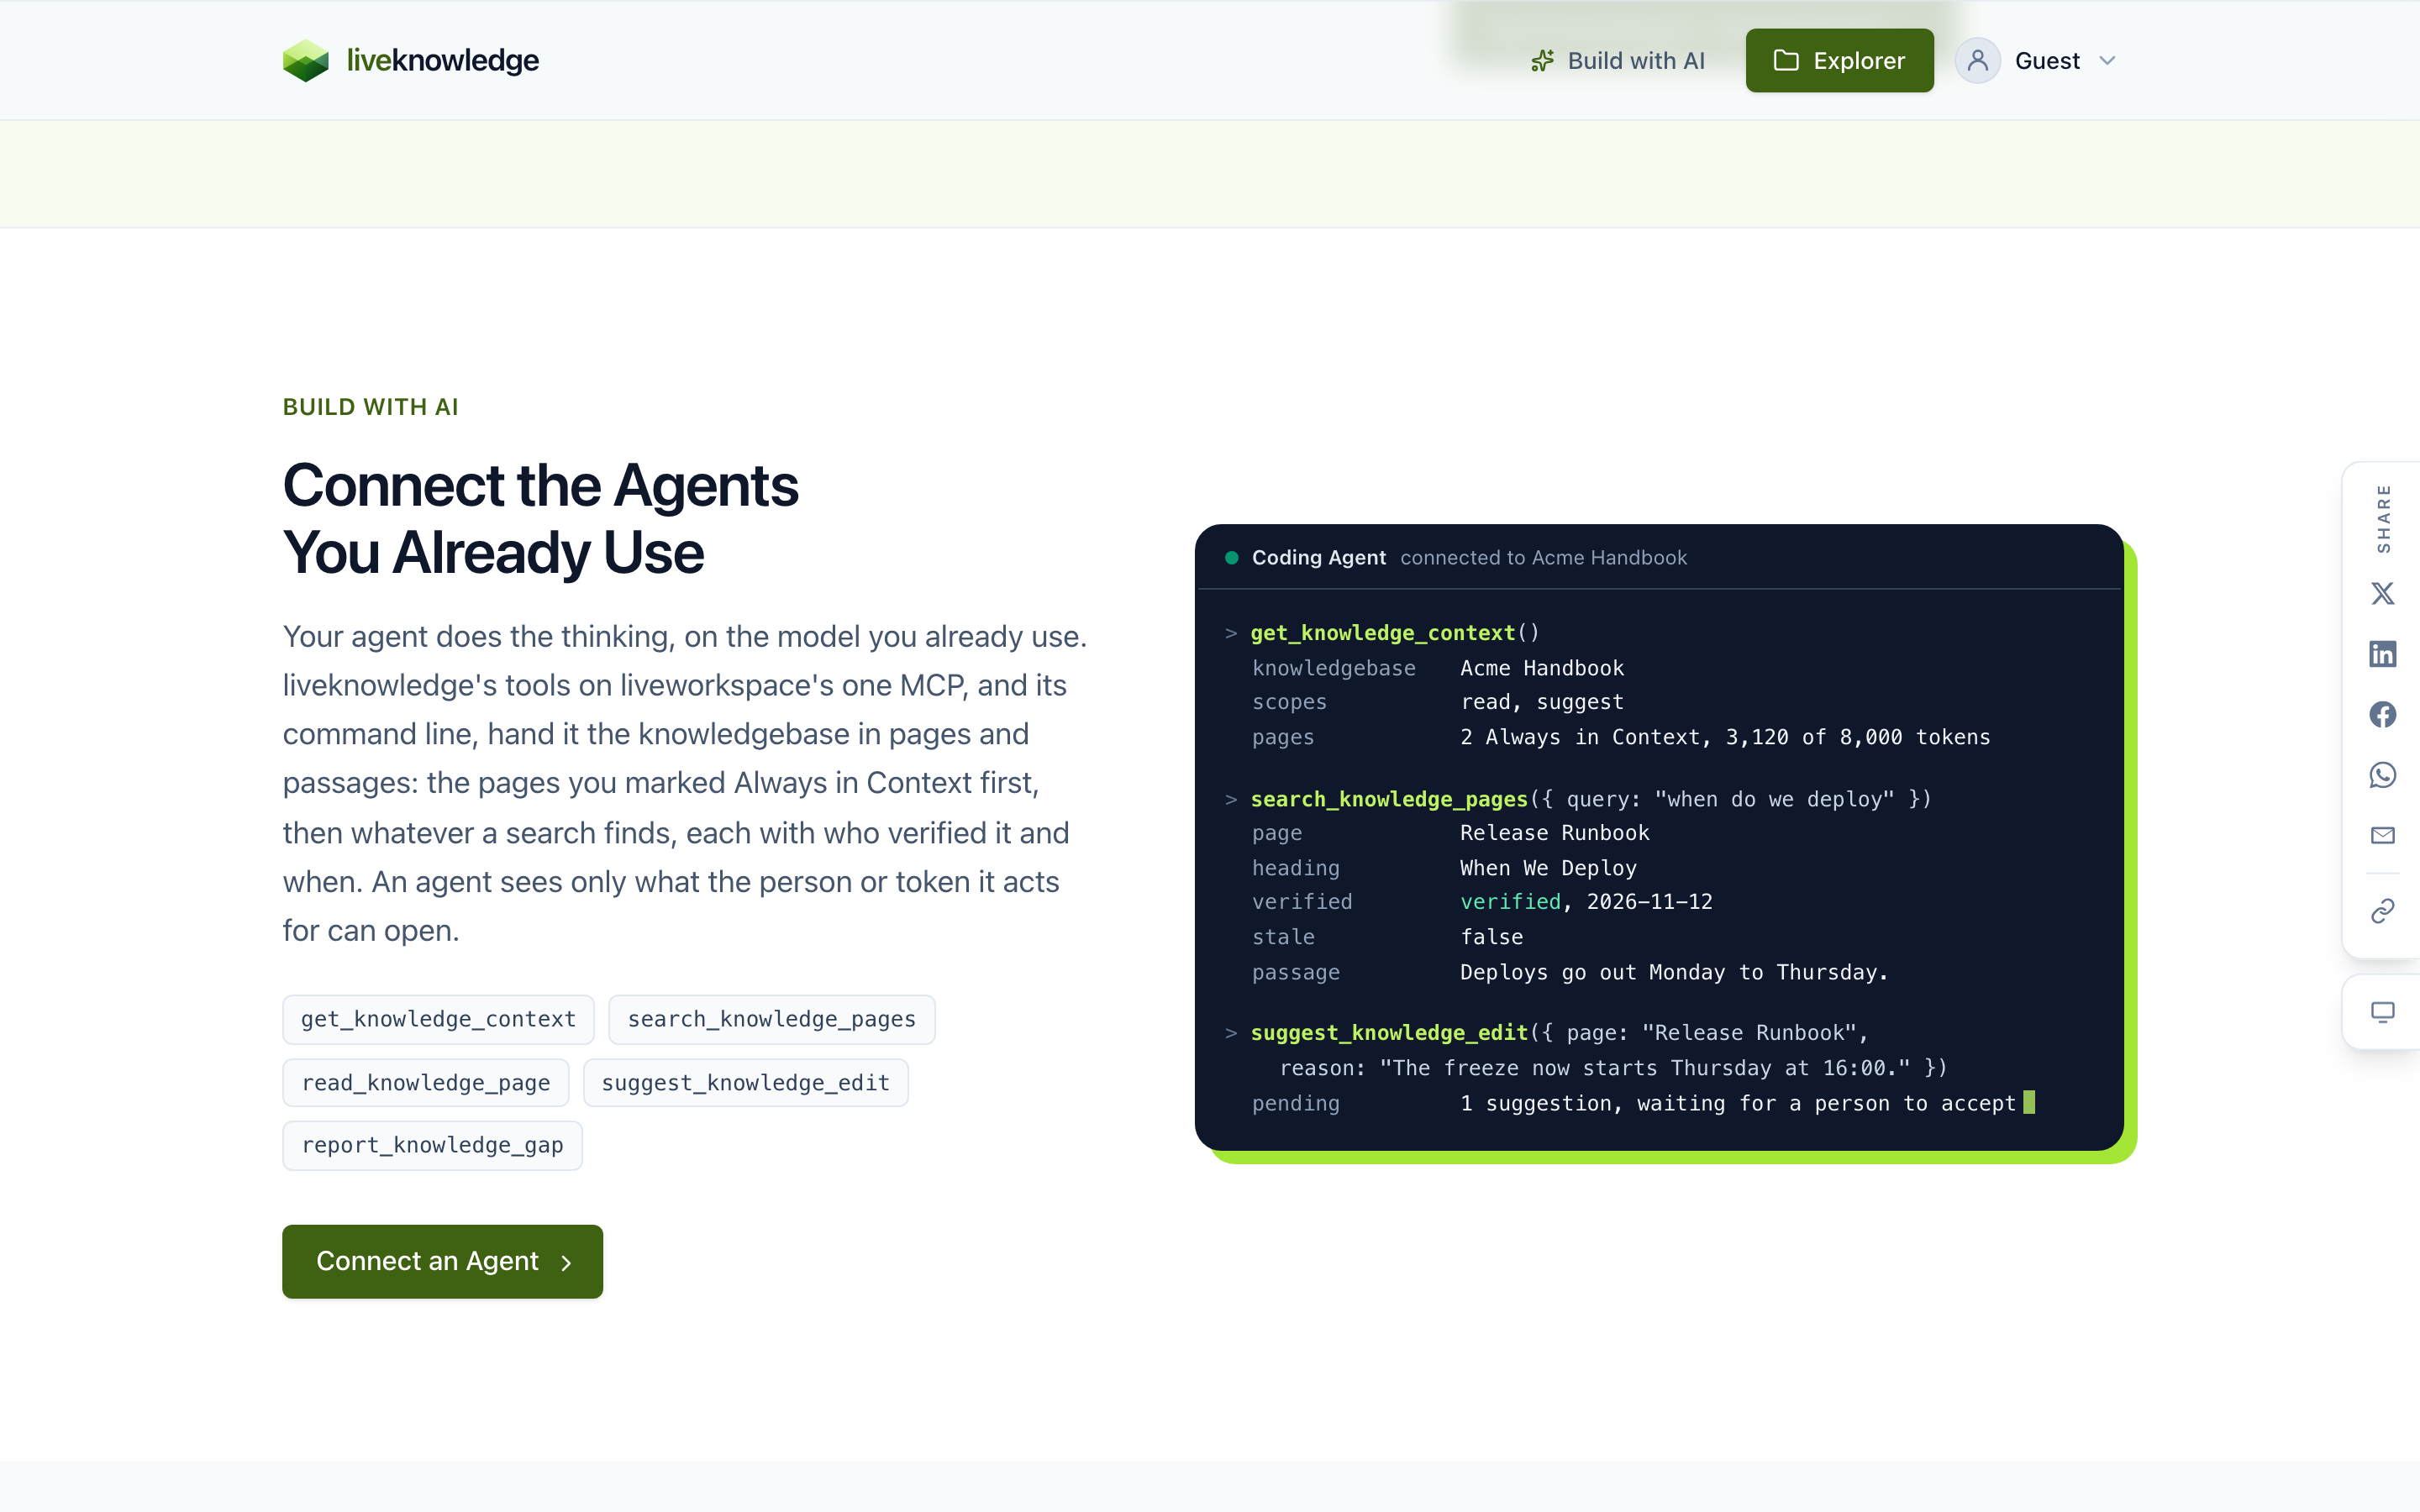 liveknowledge
Build with AI
Explorer
Guest
BUILD WITH AI
Connect the Agents
You Already Use
Your agent does the thinking, on the model you already use.
liveknowledge's tools on liveworkspace's one MCP, and its
command line, hand it the knowledgebase in pages and
passages: the pages you marked Always in Context first,
then whatever a search finds, each with who verified it and
when. An agent sees only what the person or token it acts
for can open.
get_knowledge_context
search_knowledge_pages
read_knowledge_page
suggest_knowledge_edit
report_knowledge_gap
Connect an Agent
Coding Agent connected to Acme Handbook
> get_knowledge_context()
knowledgebase Acme Handbook
scopes read, suggest
pages 2 Always in Context, 3,120 of 8,000 tokens
> search_knowledge_pages({ query: "when do we deploy" })
page Release Runbook
heading When We Deploy
verified verified, 2026-11-12
stale false
passage Deploys go out Monday to Thursday.
> suggest_knowledge_edit({ page: "Release Runbook",
reason: "The freeze now starts Thursday at 16:00." })
pending 1 suggestion, waiting for a person to accept
SHARE